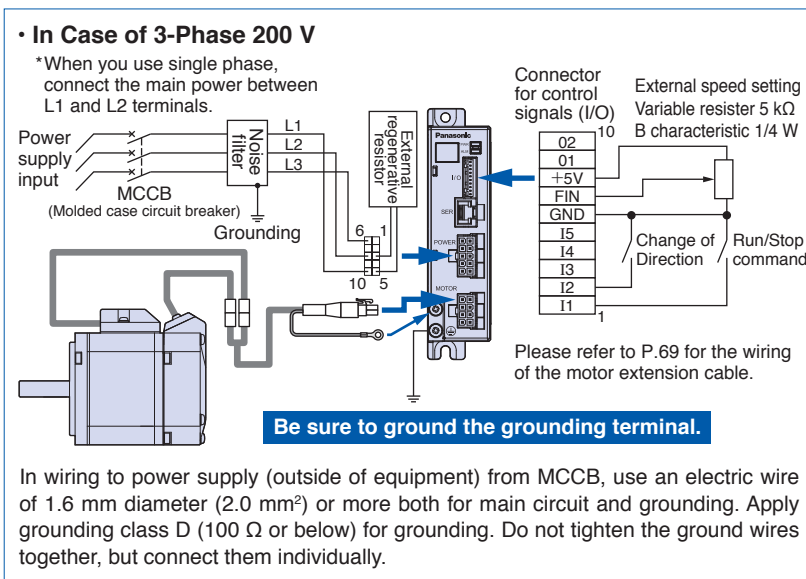 • In Case of 3-Phase 200 V
*When you use single phase,
connect the main power between
L1 and L2 terminals.
Power
supply
input
MCCB
(Molded case circuit breaker)
Noise
filter
L1
L2
L3
Grounding
External
regenerative
resistor
6
1
10
5
Panasonic
I/O
SER
POWER
MOTOR
Connector
for control
signals (I/O)
10
02
01
+5V
FIN
GND
I5
I4
I3
I2
I1
1
External speed setting
Variable resister 5 kΩ
B characteristic 1/4 W
Change of
Direction
Run/Stop
command
Please refer to P.69 for the wiring
of the motor extension cable.
Be sure to ground the grounding terminal.
In wiring to power supply (outside of equipment) from MCCB, use an electric wire
of 1.6 mm diameter (2.0 mm²) or more both for main circuit and grounding. Apply
grounding class D (100 Ω or below) for grounding. Do not tighten the ground wires
together, but connect them individually.